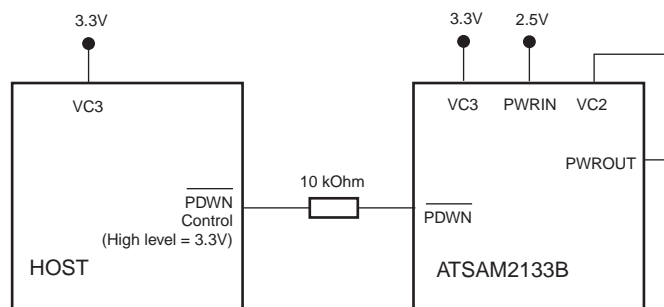 3.3V
3.3V
2.5V
VC3
VC3
PWRIN
VC2
PWROUT
10 kOhm
PDWN
Control
(High level = 3.3V)
PDWN
HOST
ATSAM2133B